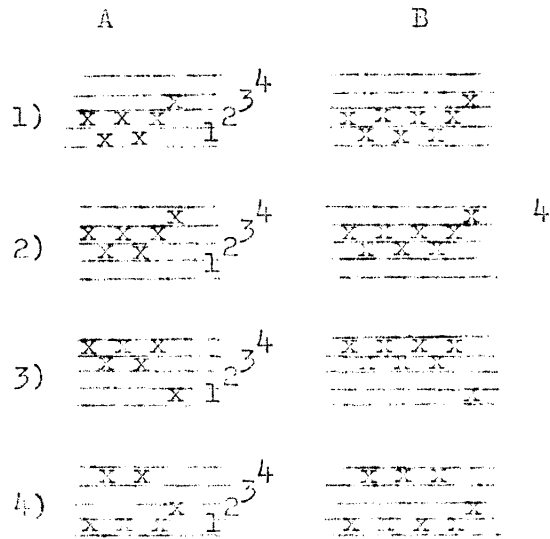 A B
4
x 3 x
1) x x x 2 x x x x
x x 1 x x x
x 4 x 4
2) x x x 3 x x x x
x x 2 x x x
1
x x x 4 x x x x
3) x x 3 x x x
2
x 1 x
x x 4 x x x
3
4) x 2 x
x x x 1 x x x x